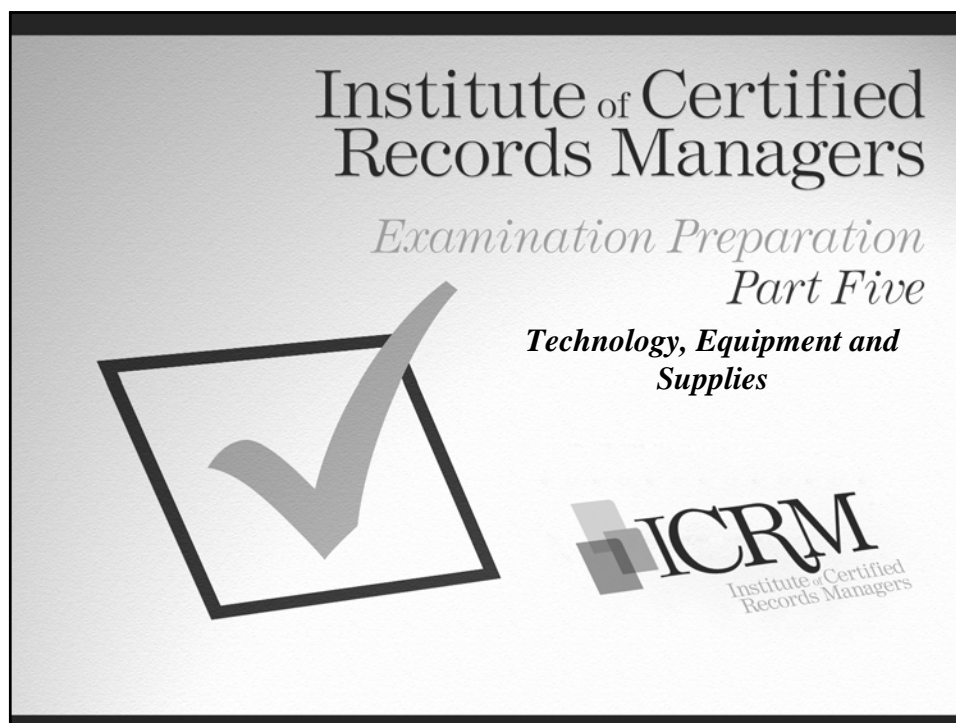 Institute of Certified
Records Managers
Examination Preparation
Part Five
Technology, Equipment and
Supplies
ICRM
Institute of Certified
Records Managers